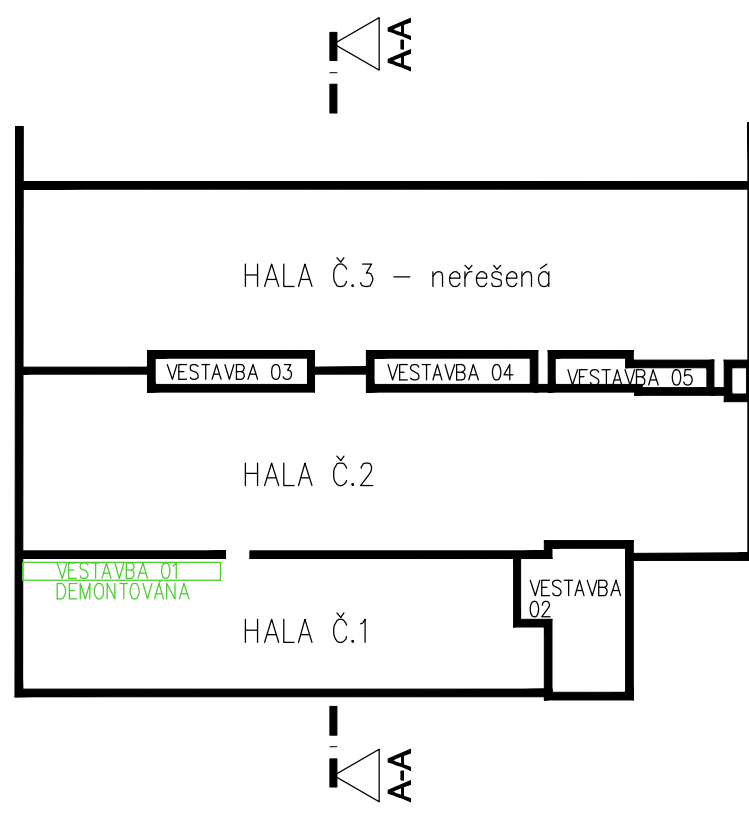 A-A
HALA Č.3 – neřešená
VESTAVBA 03
VESTAVBA 04
VESTAVBA 05
HALA Č.2
VESTAVBA 01
DEMONTOVÁNA
VESTAVBA
02
HALA Č.1
A-A